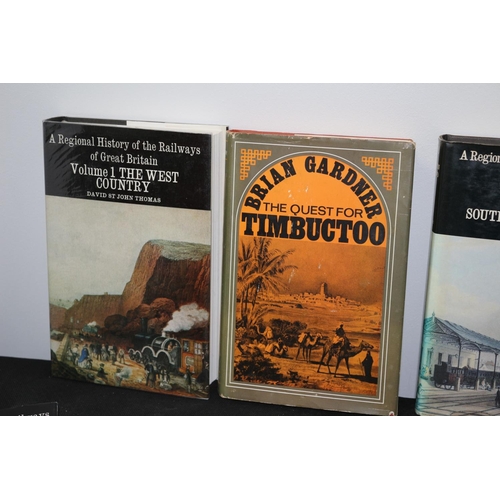 A Regional History of the Railways
of Great Britain
Volume 1 THE WEST
COUNTRY
DAVID ST JOHN THOMAS
BRIAN GARDNER
THE QUEST FOR
TIMBUCTOO
A Regio
SOUTH